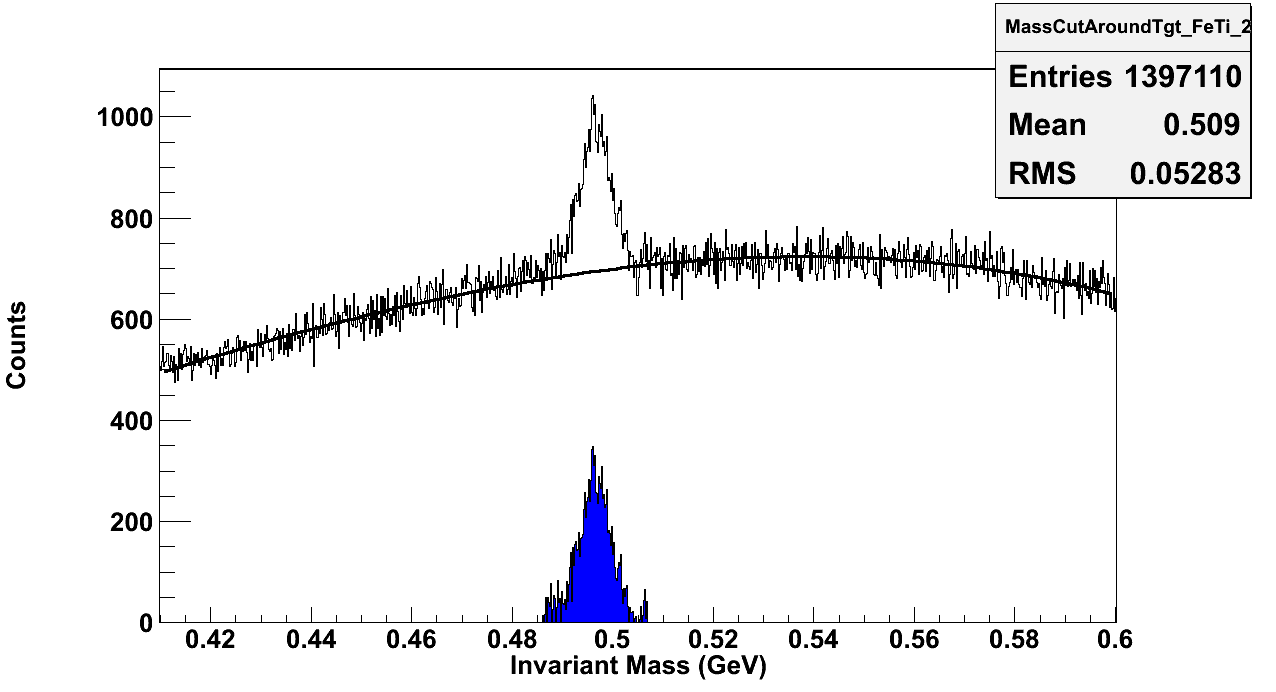 MassCutAroundTgt_FeTi_2
Entries 1397110
Mean 0.509
RMS 0.05283
1000
800
600
400
200
0
Counts
0.42 0.44 0.46 0.48 0.5 0.52 0.54 0.56 0.58 0.6
Invariant Mass (GeV)